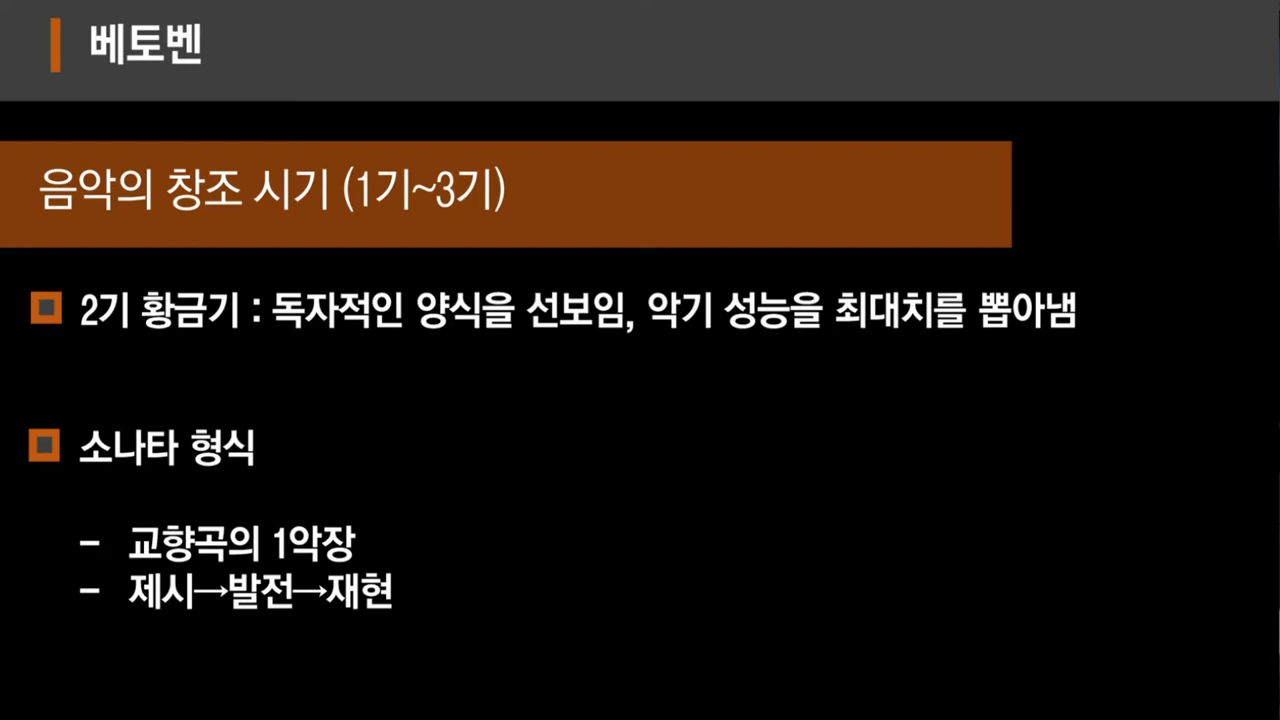 베토벤
음악의 창조 시기 (1기~3기)
2기 황금기 : 독자적인 양식을 선보임, 악기 성능을 최대치를 뽑아냄
소나타 형식
- 교향곡의 1악장
- 제시→발전→재현